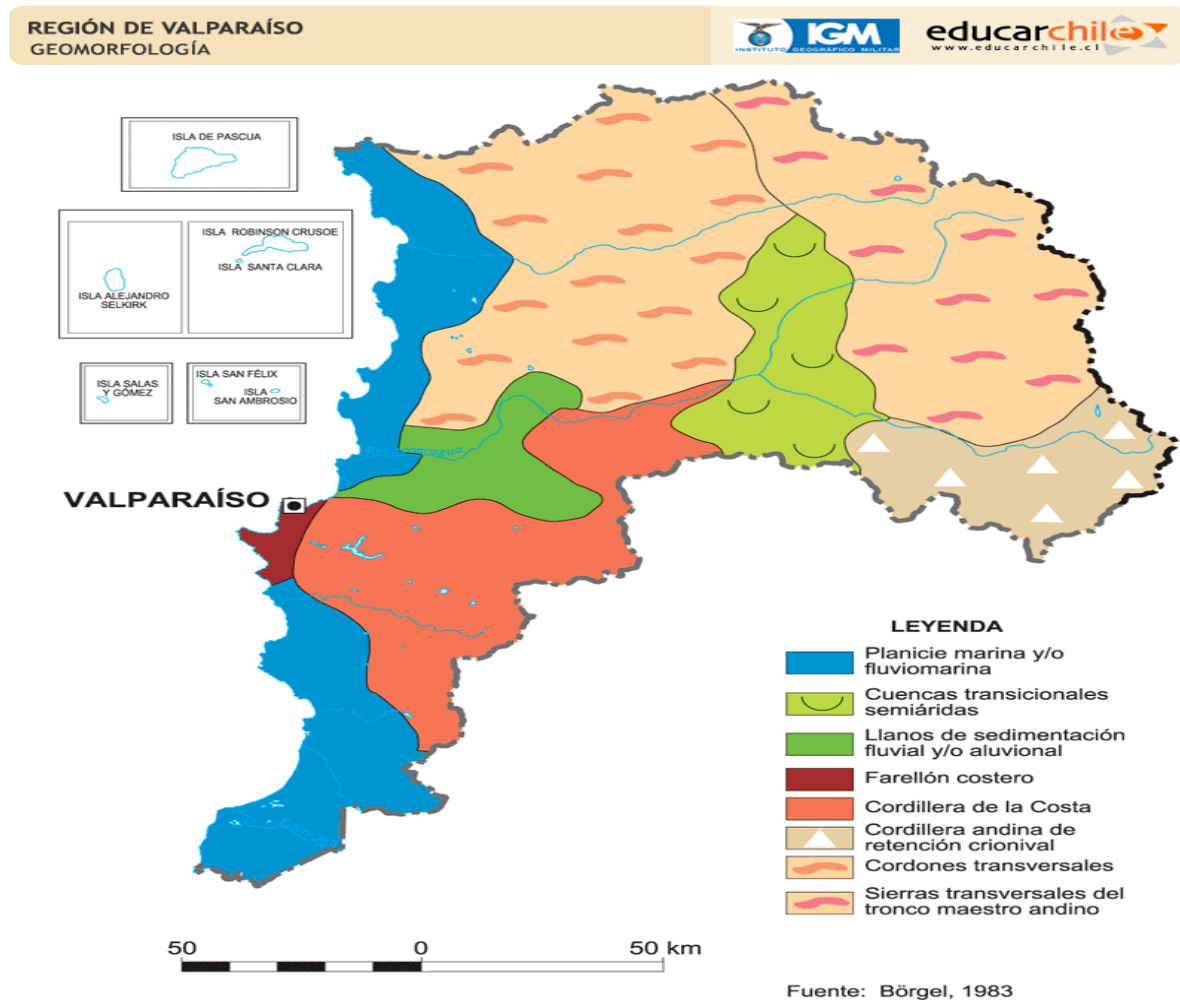 REGIÓN DE VALPARAÍSO
GEOMORFOLOGÍA
IGM
INSTITUTO GEOGRÁFICO MILITAR
educarchile
www.educarchile.cl
ISLA DE PASCUA
ISLA ROBINSON CRUSOE
ISLA SANTA CLARA
ISLA ALEJANDRO
SELKIRK
ISLA SALAS
Y GÓMEZ
ISLA SAN FÉLIX
ISLA
SAN AMBROSIO
Río Aconcagua
VALPARAÍSO
Estero
LEYENDA
Planicie marina y/o
fluviomarina
Cuencas transicionales
semiáridas
Llanos de sedimentación
fluvial y/o aluvional
Farellón costero
Cordillera de la Costa
Cordillera andina de
retención crionival
Cordones transversales
Sierras transversales del
tronco maestro andino
50 0 50 km
Fuente: Börgel, 1983